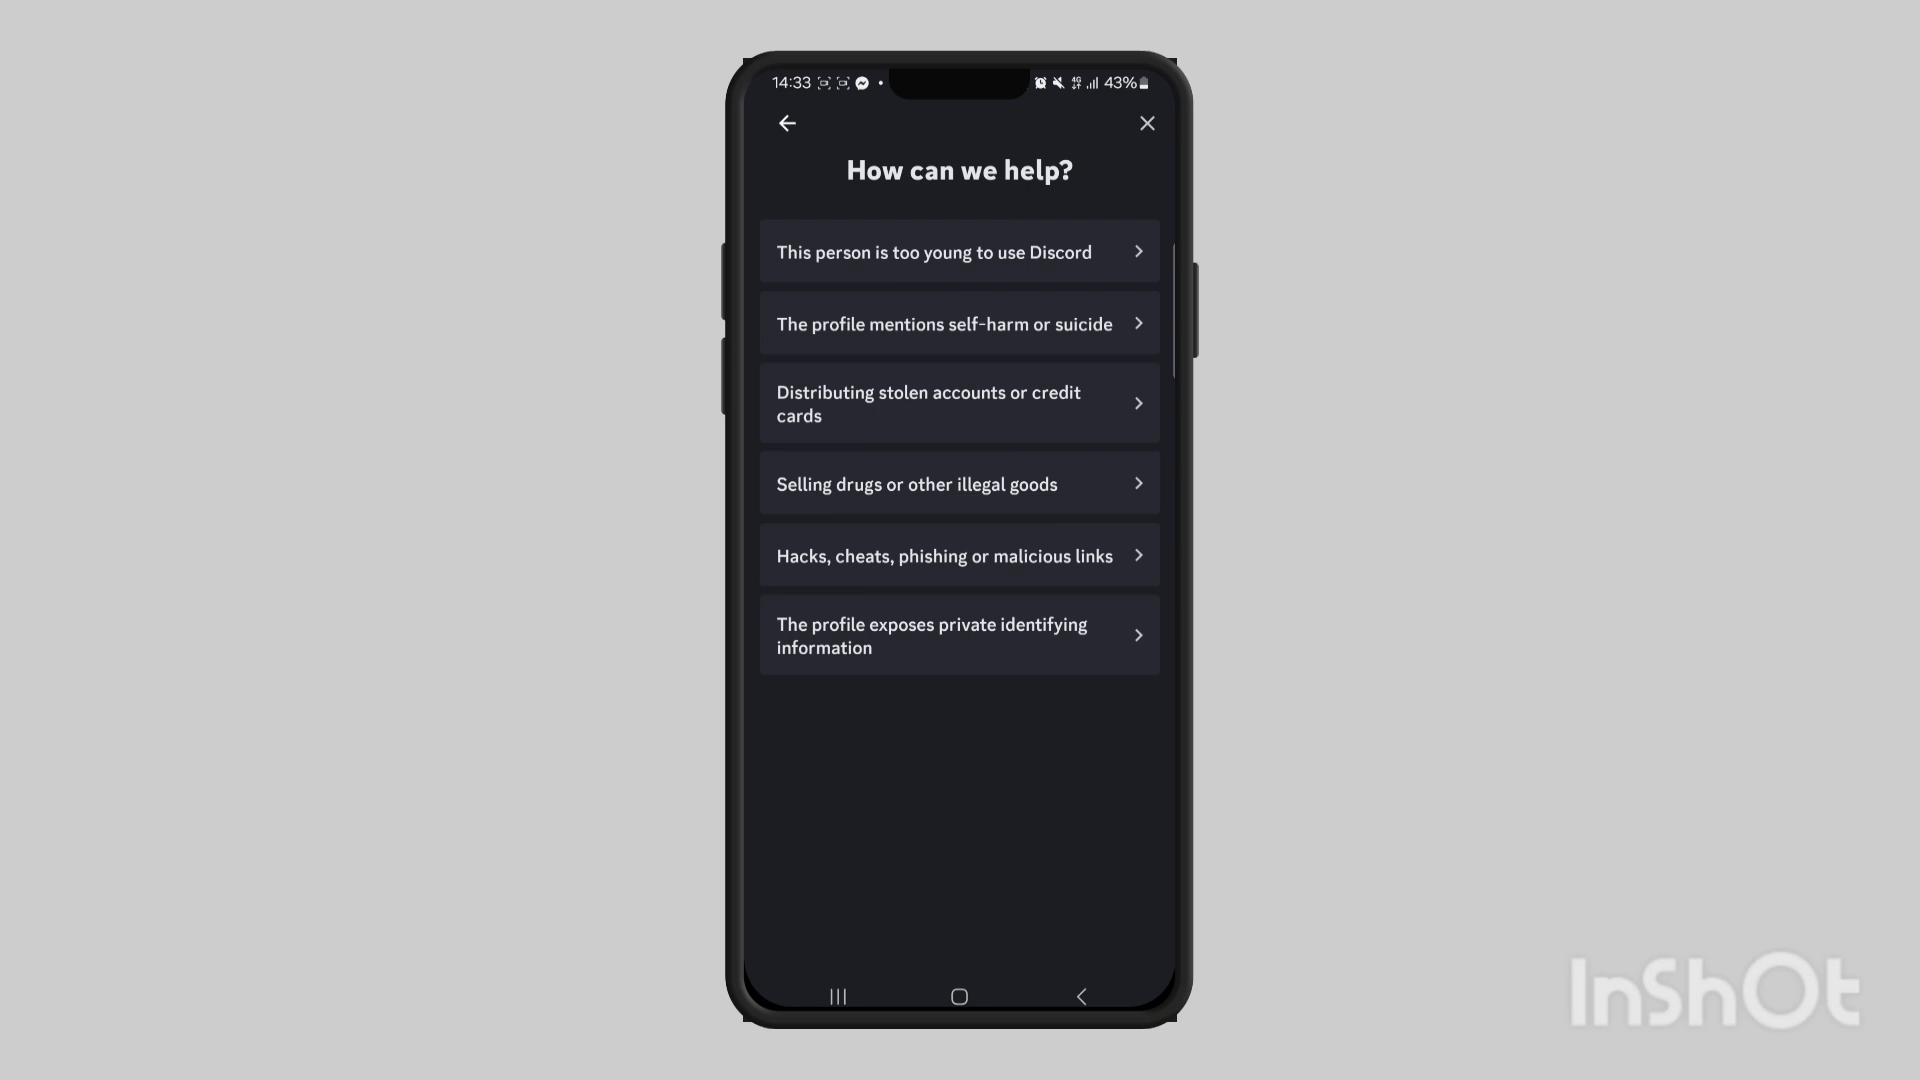 14:33
4G
43%
How can we help?
This person is too young to use Discord
The profile mentions self-harm or suicide
Distributing stolen accounts or credit
cards
Selling drugs or other illegal goods
Hacks, cheats, phishing or malicious links
The profile exposes private identifying
information
InShOt